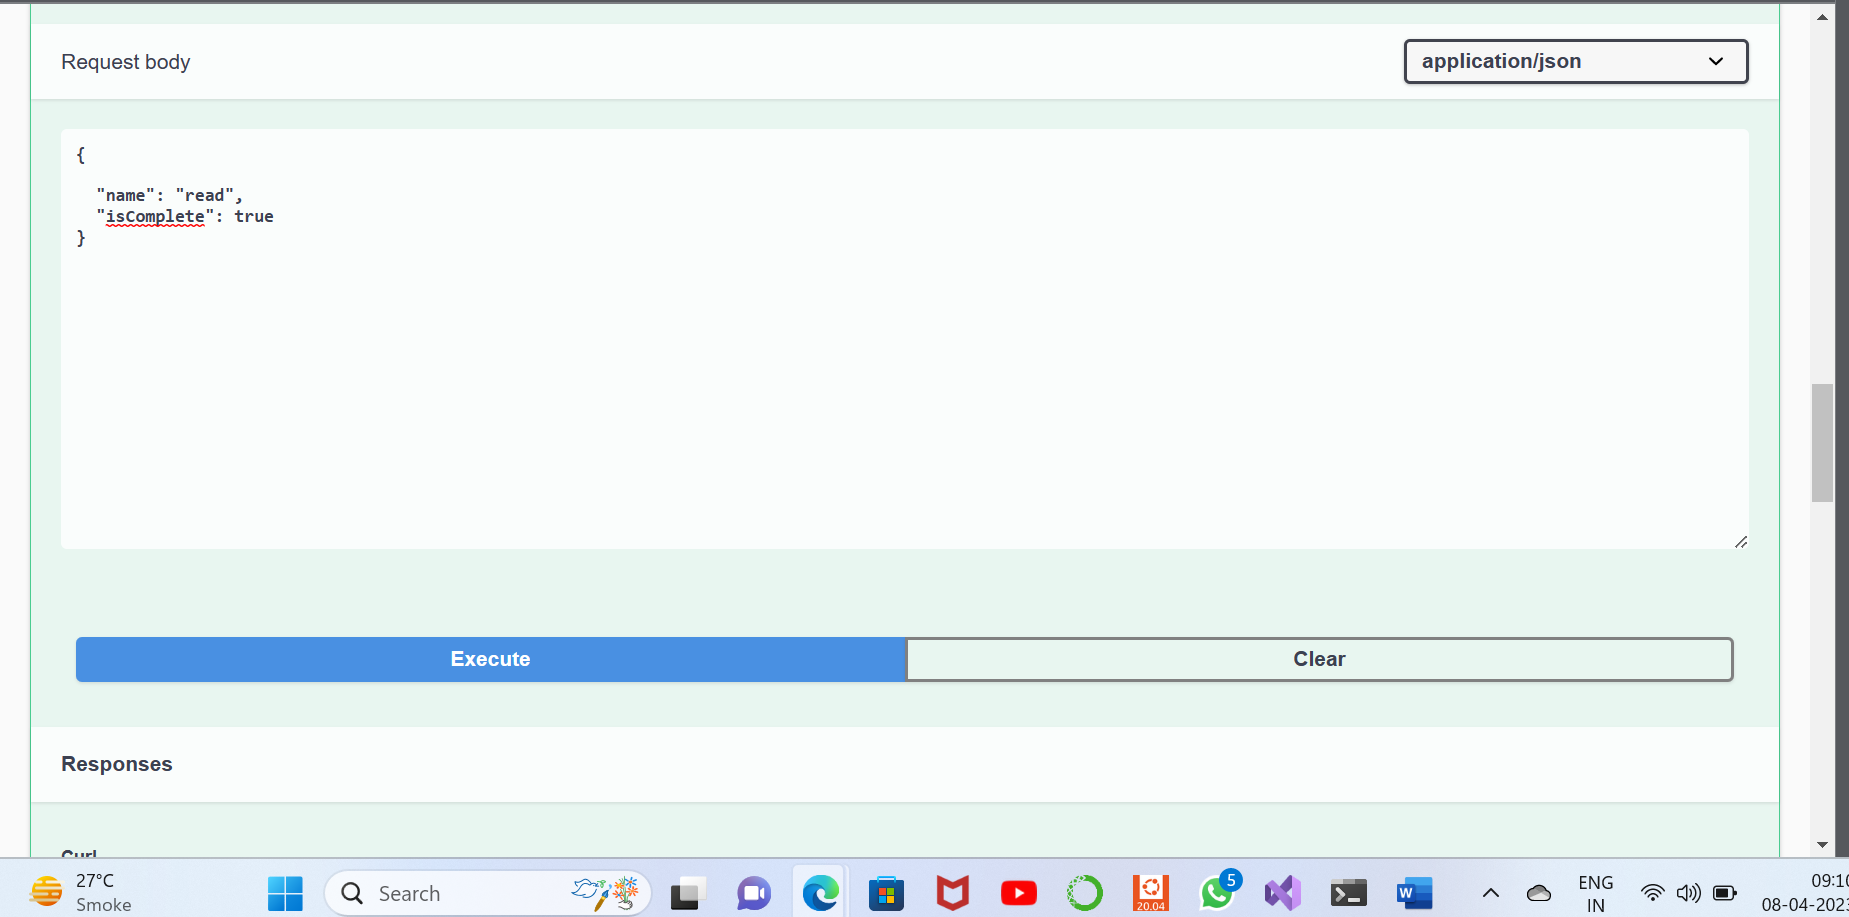 Request body
application/json
{
"name": "read",
"isComplete": true
}
Execute
Clear
Responses
27°C
Smoke
Search
20.04
5
W
ENG
IN